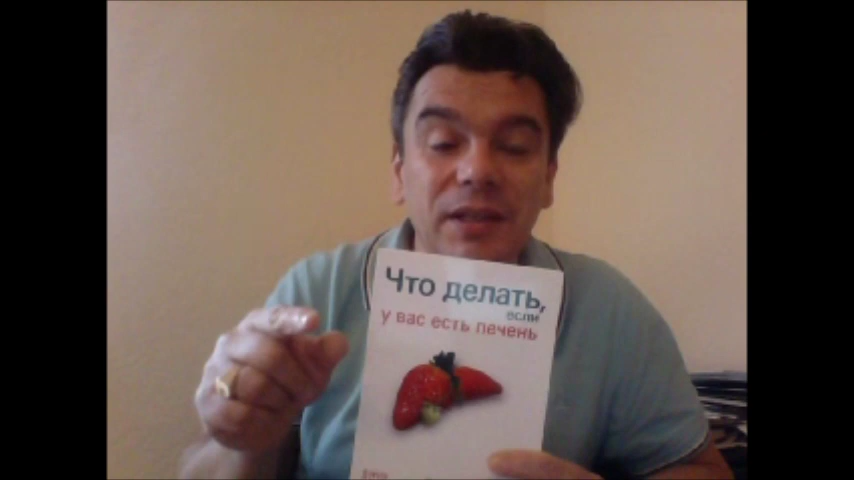 Что делать,
если
у вас есть печень